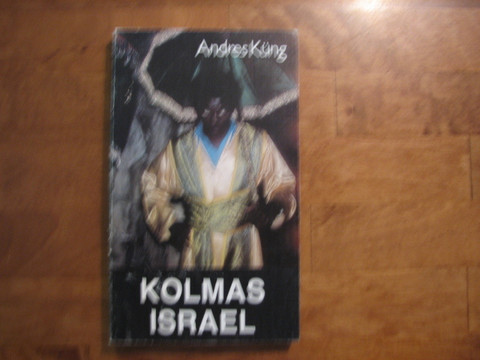 Andres Küng
KOLMAS
ISRAEL